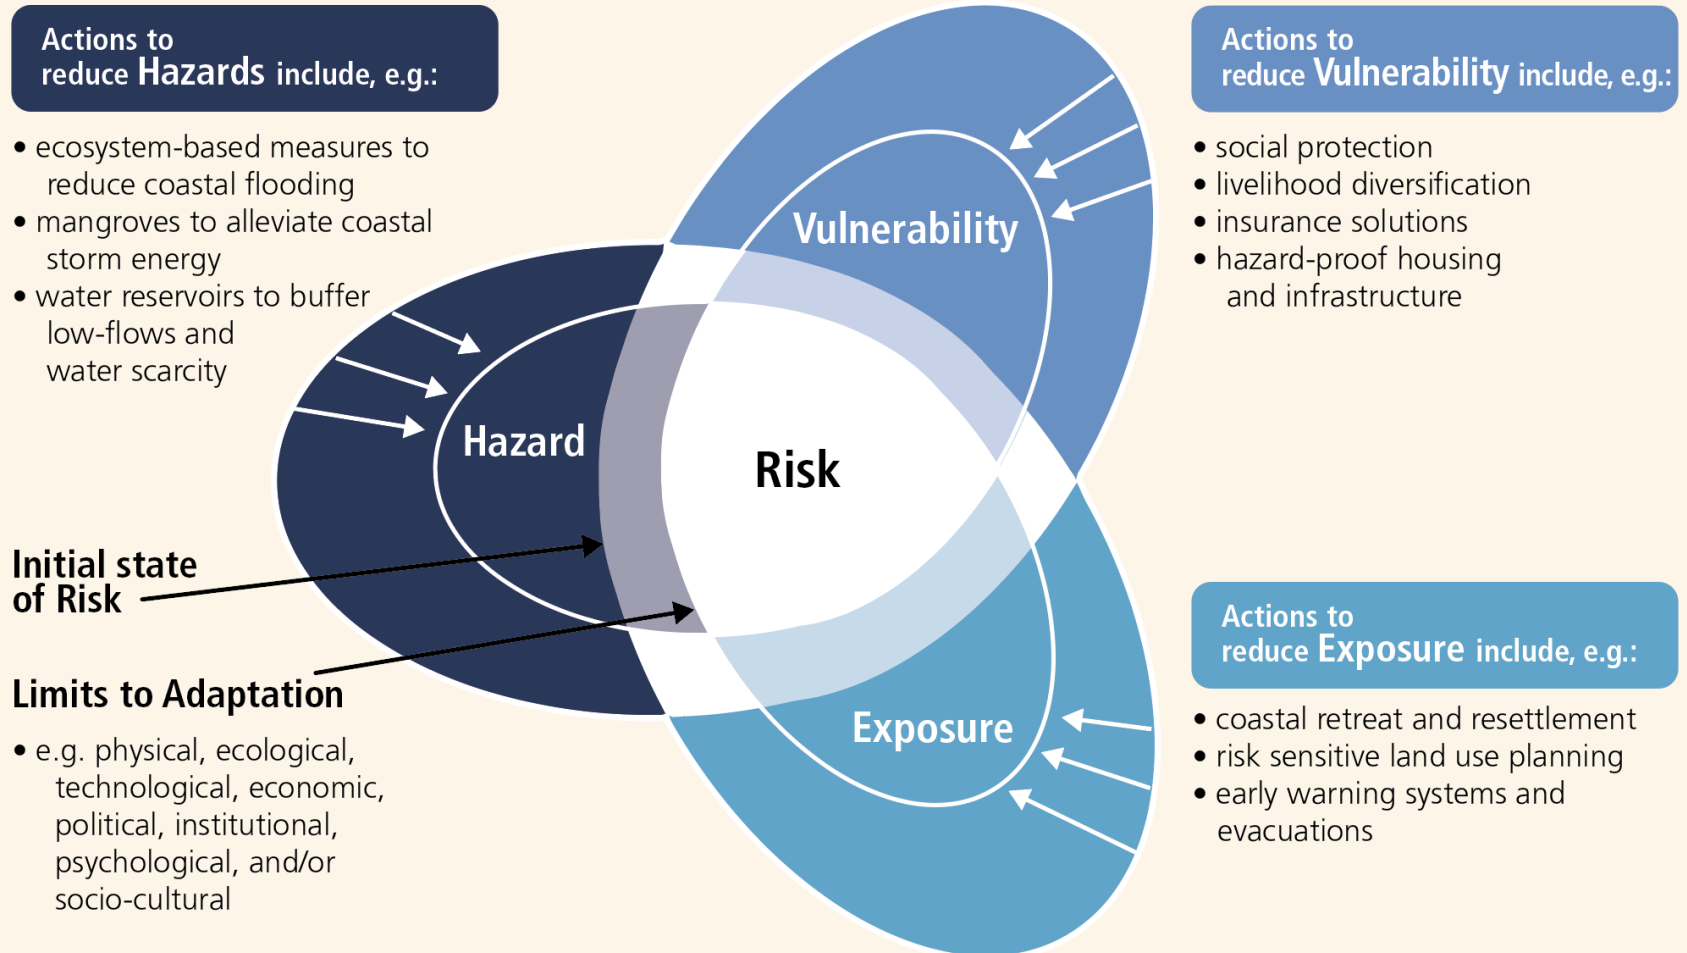 Actions to
reduce Hazards include, e.g.:
• ecosystem-based measures to
reduce coastal flooding
• mangroves to alleviate coastal
storm energy
• water reservoirs to buffer
low-flows and
water scarcity
Actions to
reduce Vulnerability include, e.g.:
• social protection
• livelihood diversification
• insurance solutions
• hazard-proof housing
and infrastructure
Vulnerability
Hazard
Risk
Exposure
Initial state
of Risk
Limits to Adaptation
• e.g. physical, ecological,
technological, economic,
political, institutional,
psychological, and/or
socio-cultural
Actions to
reduce Exposure include, e.g.:
• coastal retreat and resettlement
• risk sensitive land use planning
• early warning systems and
evacuations